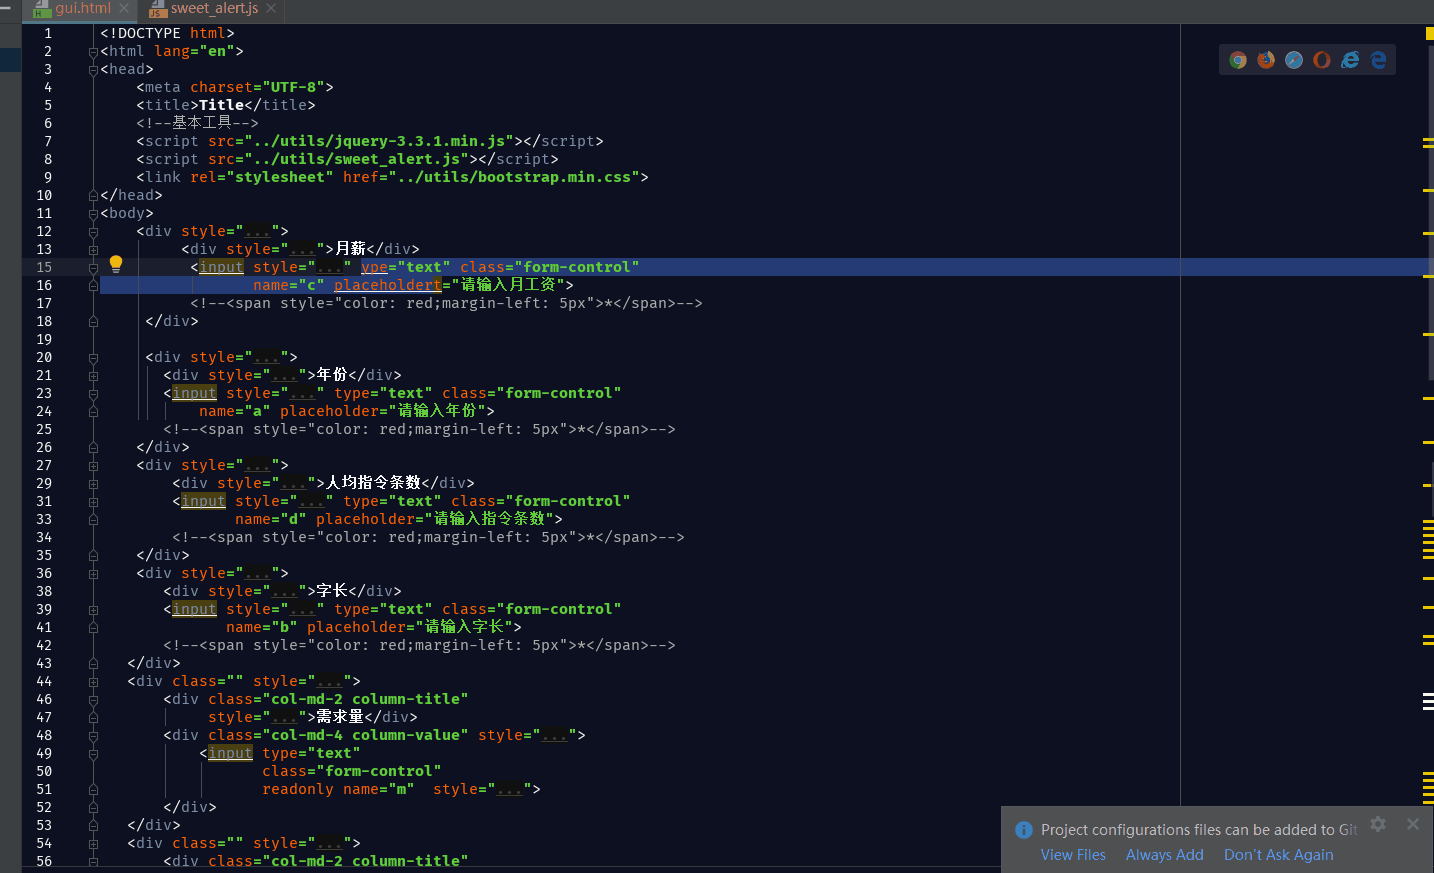 gui.html sweet_alert.js
1 <!DOCTYPE html>
2 <html lang="en">
3 <head>
4 <meta charset="UTF-8">
5 <title>Title</title>
6 <!--基本工具-->
7 <script src="../utils/jquery-3.3.1.min.js"></script>
8 <script src="../utils/sweet_alert.js"></script>
9 <link rel="stylesheet" href="../utils/bootstrap.min.css">
10 </head>
11 <body>
12 <div style="...">
13 <div style="...">月薪</div>
15 <input style="..." ype="text" class="form-control"
16 name="c" placeholdert="请输入月工资">
17 <!--<span style="color: red;margin-left: 5px">*</span>-->
18 </div>
19
20 <div style="...">
21 <div style="...">年份</div>
23 <input style="..." type="text" class="form-control"
24 name="a" placeholder="请输入年份">
25 <!--<span style="color: red;margin-left: 5px">*</span>-->
26 </div>
27 <div style="...">
29 <div style="...">人均指令条数</div>
31 <input style="..." type="text" class="form-control"
33 name="d" placeholder="请输入指令条数">
34 <!--<span style="color: red;margin-left: 5px">*</span>-->
35 </div>
36 <div style="...">
38 <div style="...">字长</div>
39 <input style="..." type="text" class="form-control"
41 name="b" placeholder="请输入字长">
42 <!--<span style="color: red;margin-left: 5px">*</span>-->
43 </div>
44 <div class="" style="...">
46 <div class="col-md-2 column-title"
47 style="...">需求量</div>
48 <div class="col-md-4 column-value" style="...">
49 <input type="text"
50 class="form-control"
51 readonly name="m" style="...">
52 </div>
53 </div>
54 <div class="" style="...">
56 <div class="col-md-2 column-title"
Project configurations files can be added to Git
View Files Always Add Don't Ask Again